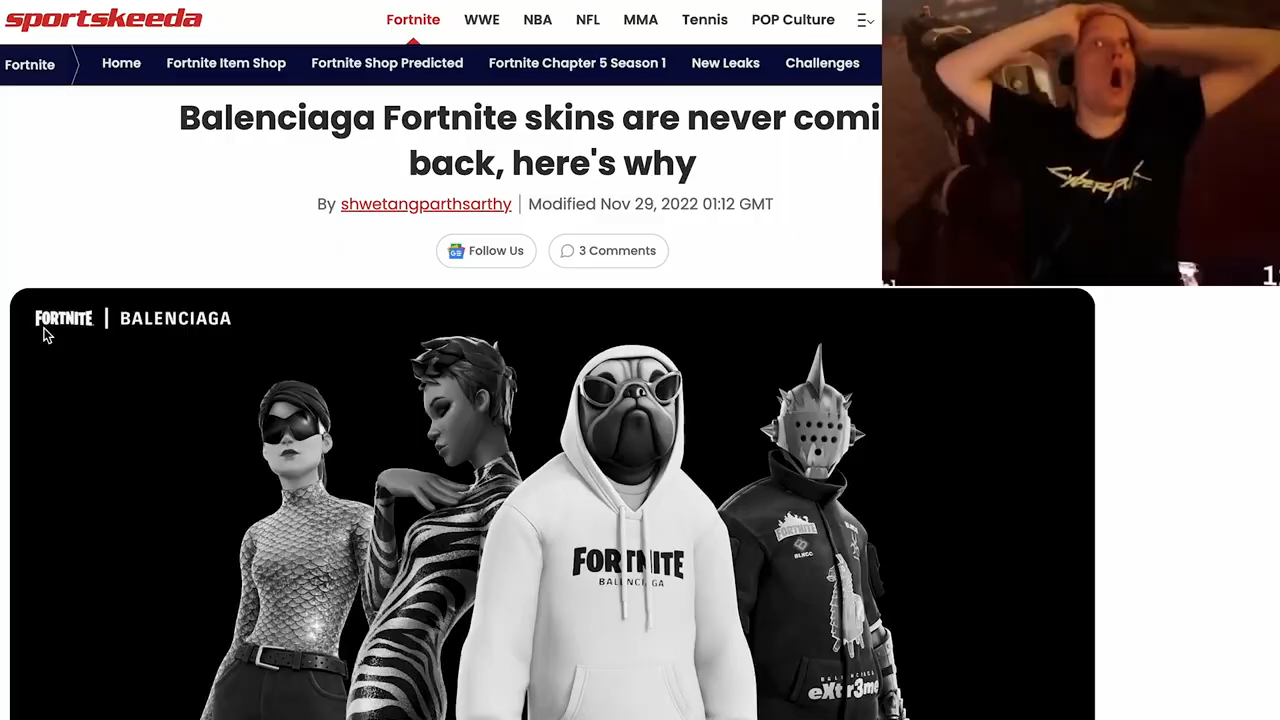 sportskeeda
Fortnite WWE NBA NFL MMA Tennis POP Culture
Fortnite Home Fortnite Item Shop Fortnite Shop Predicted Fortnite Chapter 5 Season 1 New Leaks Challenges
Balenciaga Fortnite skins are never comi
back, here's why
By shwetangparthsarthy | Modified Nov 29, 2022 01:12 GMT
Follow Us 3 Comments
FORTNITE | BALENCIAGA
FORTNITE
BALENCIAGA
FORTNITE
BALENCIAGA
eXtr3me